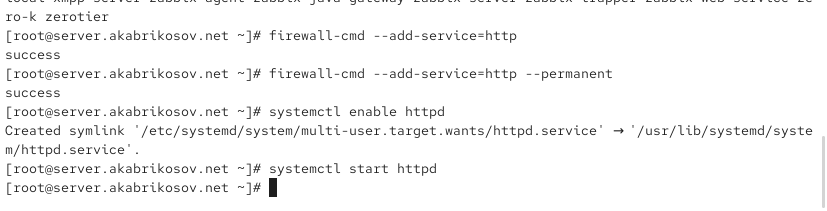 local xmpp-server zabbix-agent zabbix-java-gateway zabbix-server zabbix-trapper zabbix-web-service ze
ro-k zerotier
[root@server.akabrikosov.net ~]# firewall-cmd --add-service=http
success
[root@server.akabrikosov.net ~]# firewall-cmd --add-service=http --permanent
success
[root@server.akabrikosov.net ~]# systemctl enable httpd
Created symlink '/etc/systemd/system/multi-user.target.wants/httpd.service' → '/usr/lib/systemd/syste
m/httpd.service'.
[root@server.akabrikosov.net ~]# systemctl start httpd
[root@server.akabrikosov.net ~]#